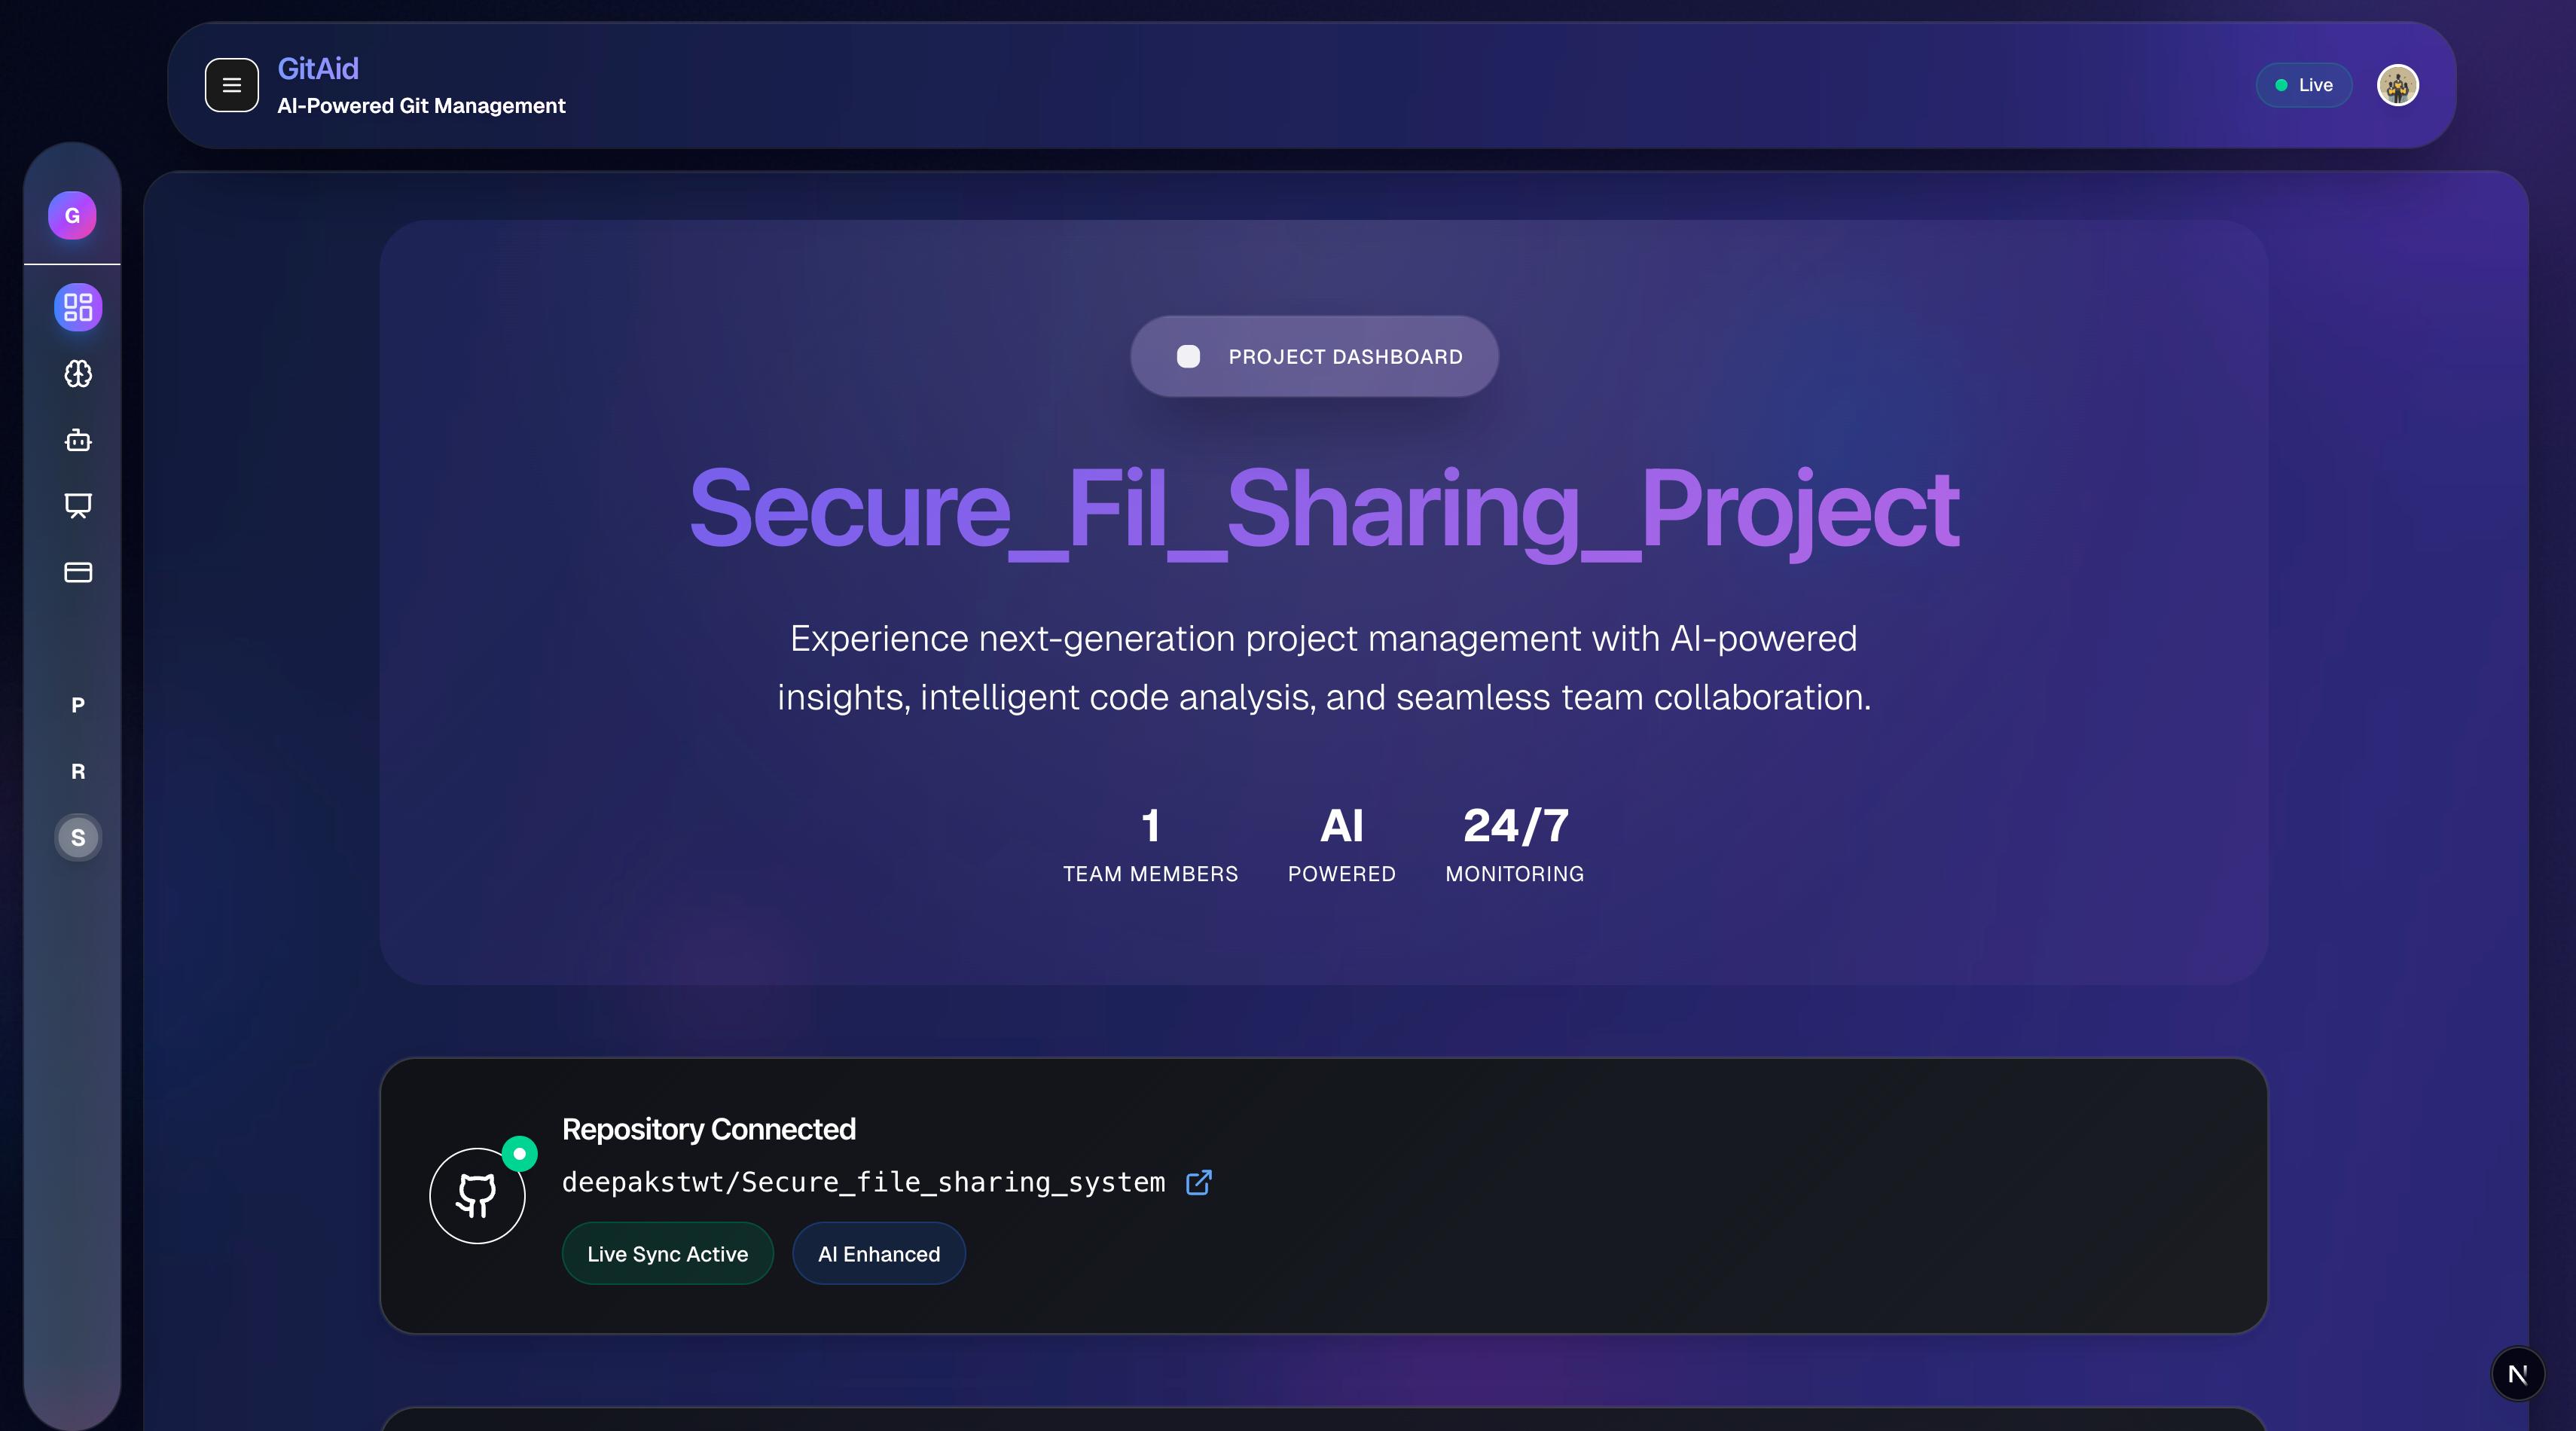 GitAid
AI-Powered Git Management
Live
G
PROJECT DASHBOARD
Secure_Fil_Sharing_Project
Experience next-generation project management with AI-powered
insights, intelligent code analysis, and seamless team collaboration.
1
TEAM MEMBERS
AI
POWERED
24/7
MONITORING
P
R
S
Repository Connected
deepakstwt/Secure_file_sharing_system
Live Sync Active
AI Enhanced
N